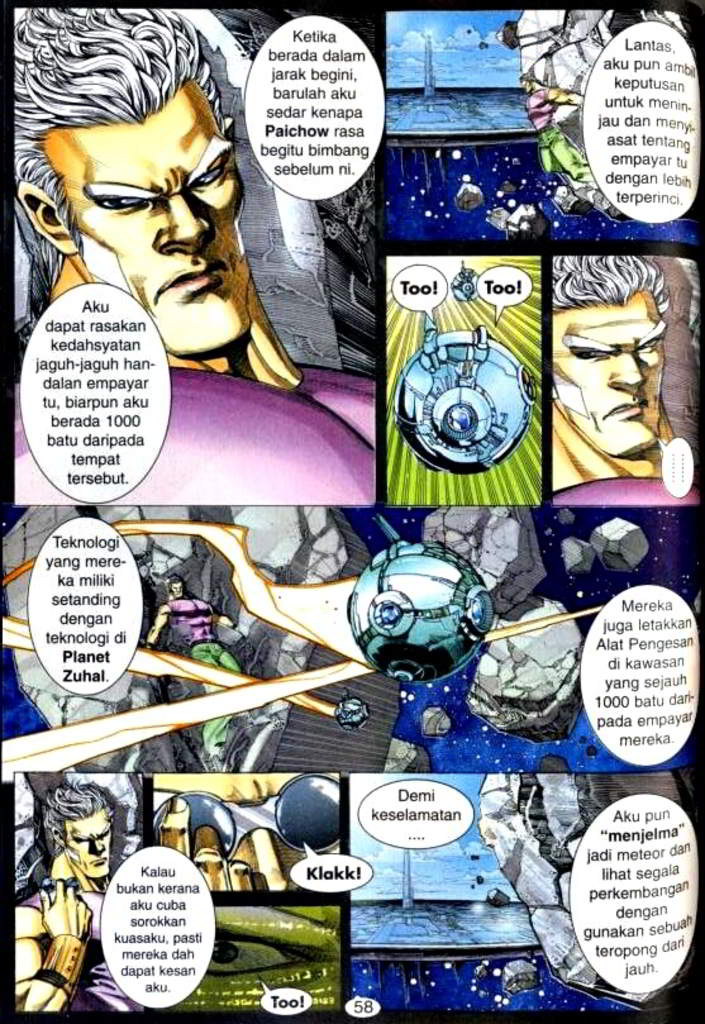 Ketika
berada dalam
jarak begini,
barulah aku
sedar kenapa
Paichow rasa
begitu bimbang
sebelum ni.
Aku
dapat rasakan
kedahsyatan
jaguh-jaguh han-
dalan empayar
tu, biarpun aku
berada 1000
batu daripada
tempat
tersebut.
Lantas,
aku pun ambil
keputusan
untuk menin-
jau dan menyi-
asat tentang
empayar tu
dengan lebih
terperinci.
Too!
Too!
......
Teknologi
yang mere-
ka miliki
setanding
dengan
teknologi di
Planet
Zuhal.
Mereka
juga letakkan
Alat Pengesan
di kawasan
yang sejauh
1000 batu dari-
pada empayar
mereka.
Kalau
bukan kerana
aku cuba
sorokkan
kuasaku, pasti
mereka dah
dapat kesan
aku.
Klakk!
Too!
Demi
keselamatan
....
Aku pun
"menjelma"
jadi meteor dan
lihat segala
perkembangan
dengan
gunakan sebuah
teropong dari
jauh.
58